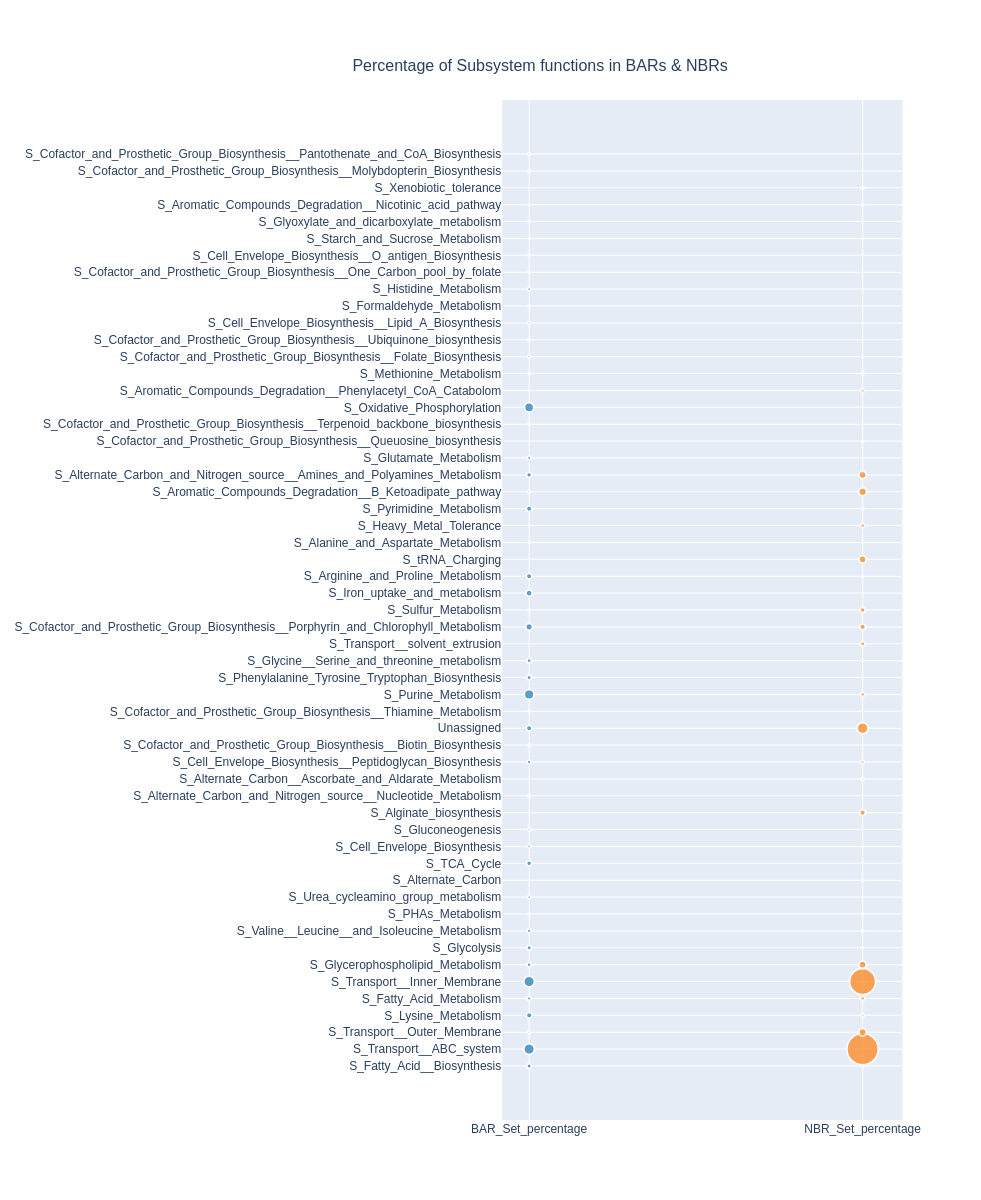 Percentage of Subsystem functions in BARs & NBRs
S_Cofactor_and_Prosthetic_Group_Biosynthesis__Pantothenate_and_CoA_Biosynthesis
S_Cofactor_and_Prosthetic_Group_Biosynthesis__Molybdopterin_Biosynthesis
S_Xenobiotic_tolerance
S_Aromatic_Compounds_Degradation__Nicotinic_acid_pathway
S_Glyoxylate_and_dicarboxylate_metabolism
S_Starch_and_Sucrose_Metabolism
S_Cell_Envelope_Biosynthesis__O_antigen_Biosynthesis
S_Cofactor_and_Prosthetic_Group_Biosynthesis__One_Carbon_pool_by_folate
S_Histidine_Metabolism
S_Formaldehyde_Metabolism
S_Cell_Envelope_Biosynthesis__Lipid_A_Biosynthesis
S_Cofactor_and_Prosthetic_Group_Biosynthesis__Ubiquinone_biosynthesis
S_Cofactor_and_Prosthetic_Group_Biosynthesis__Folate_Biosynthesis
S_Methionine_Metabolism
S_Aromatic_Compounds_Degradation__Phenylacetyl_CoA_Catabolom
S_Oxidative_Phosphorylation
S_Cofactor_and_Prosthetic_Group_Biosynthesis__Terpenoid_backbone_biosynthesis
S_Cofactor_and_Prosthetic_Group_Biosynthesis__Queuosine_biosynthesis
S_Glutamate_Metabolism
S_Alternate_Carbon_and_Nitrogen_source__Amines_and_Polyamines_Metabolism
S_Aromatic_Compounds_Degradation__B_Ketoadipate_pathway
S_Pyrimidine_Metabolism
S_Heavy_Metal_Tolerance
S_Alanine_and_Aspartate_Metabolism
S_tRNA_Charging
S_Arginine_and_Proline_Metabolism
S_Iron_uptake_and_metabolism
S_Sulfur_Metabolism
S_Cofactor_and_Prosthetic_Group_Biosynthesis__Porphyrin_and_Chlorophyll_Metabolism
S_Transport__solvent_extrusion
S_Glycine__Serine_and_threonine_metabolism
S_Phenylalanine_Tyrosine_Tryptophan_Biosynthesis
S_Purine_Metabolism
S_Cofactor_and_Prosthetic_Group_Biosynthesis__Thiamine_Metabolism
Unassigned
S_Cofactor_and_Prosthetic_Group_Biosynthesis__Biotin_Biosynthesis
S_Cell_Envelope_Biosynthesis__Peptidoglycan_Biosynthesis
S_Alternate_Carbon__Ascorbate_and_Aldarate_Metabolism
S_Alternate_Carbon_and_Nitrogen_source__Nucleotide_Metabolism
S_Alginate_biosynthesis
S_Gluconeogenesis
S_Cell_Envelope_Biosynthesis
S_TCA_Cycle
S_Alternate_Carbon
S_Urea_cycleamino_group_metabolism
S_PHAs_Metabolism
S_Valine__Leucine__and_Isoleucine_Metabolism
S_Glycolysis
S_Glycerophospholipid_Metabolism
S_Transport__Inner_Membrane
S_Fatty_Acid_Metabolism
S_Lysine_Metabolism
S_Transport__Outer_Membrane
S_Transport__ABC_system
S_Fatty_Acid__Biosynthesis
BAR_Set_percentage NBR_Set_percentage